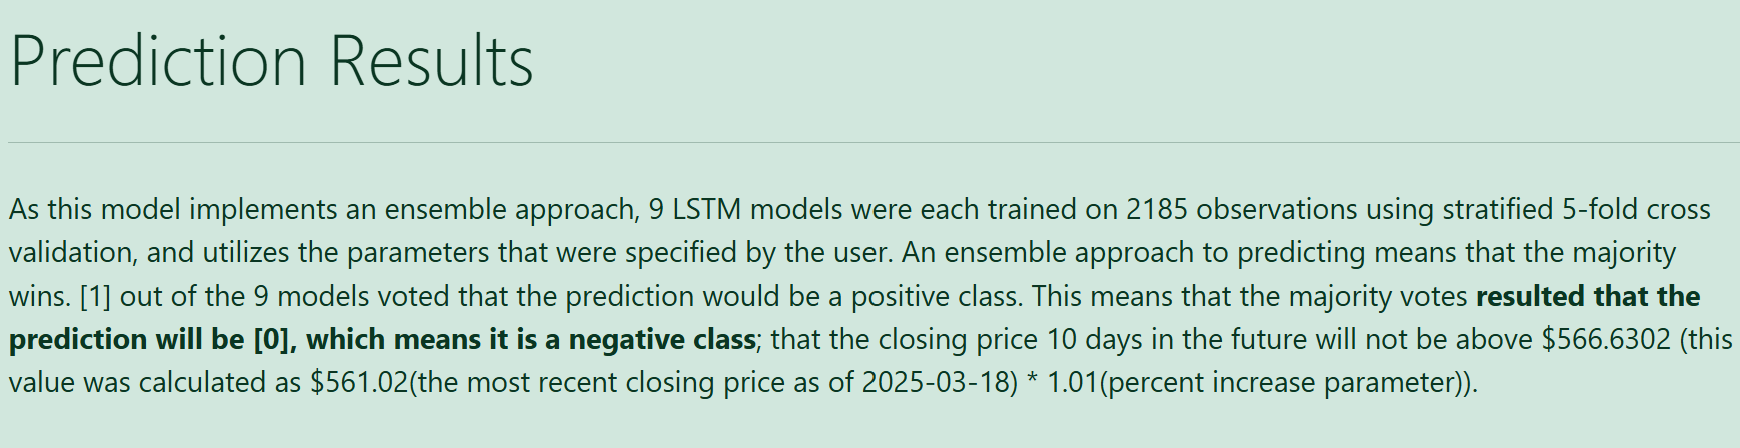 Prediction Results
As this model implements an ensemble approach, 9 LSTM models were each trained on 2185 observations using stratified 5-fold cross
validation, and utilizes the parameters that were specified by the user. An ensemble approach to predicting means that the majority
wins. [1] out of the 9 models voted that the prediction would be a positive class. This means that the majority votes resulted that the
prediction will be [0], which means it is a negative class; that the closing price 10 days in the future will not be above $566.6302 (this
value was calculated as $561.02(the most recent closing price as of 2025-03-18) * 1.01(percent increase parameter)).